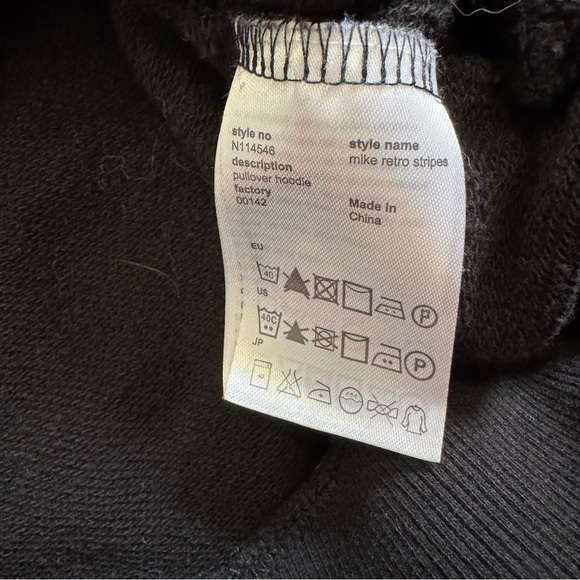 style no
N114546
description
pullover hoodie
factory
00142
style name
mike retro stripes
Made in
China
EU
40
US
40C
P
P
JP
40